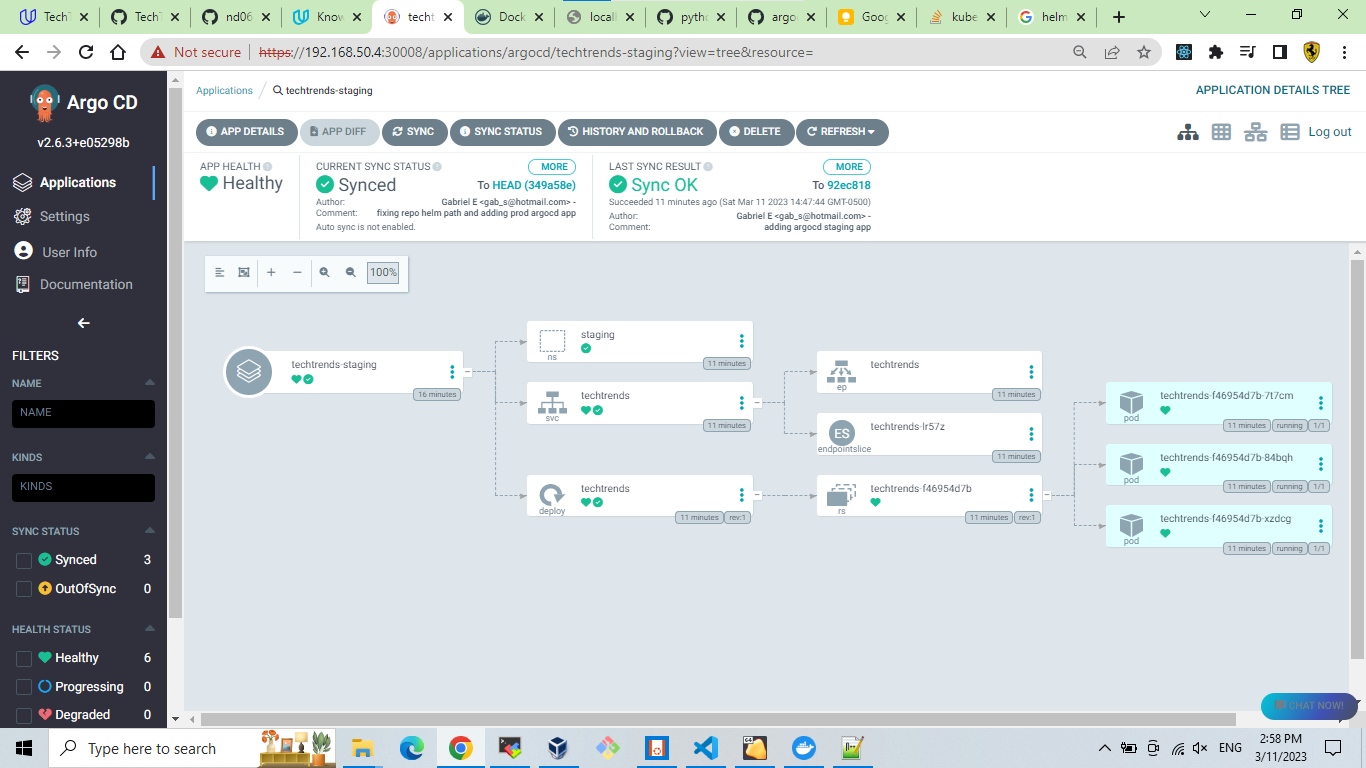 TechT
TechT
nd06
Know
techt
Dock
locall
pytho
argo
Goog
kube
helm
Not secure https://192.168.50.4:30008/applications/argocd/techtrends-staging?view=tree&resource=
Argo CD
v2.6.3+e05298b
Applications
Settings
User Info
Documentation
FILTERS
NAME
NAME
KINDS
KINDS
SYNC STATUS
Synced 3
OutOfSync 0
HEALTH STATUS
Healthy 6
Progressing 0
Degraded 0
Applications / techtrends-staging
APPLICATION DETAILS TREE
APP DETAILS APP DIFF SYNC SYNC STATUS HISTORY AND ROLLBACK DELETE REFRESH
Log out
APP HEALTH
Healthy
CURRENT SYNC STATUS MORE
Synced To HEAD (349a58e)
Author: Gabriel E <gab_s@hotmail.com> -
Comment: fixing repo helm path and adding prod argocd app
Auto sync is not enabled.
LAST SYNC RESULT MORE
Sync OK To 92ec818
Succeeded 11 minutes ago (Sat Mar 11 2023 14:47:44 GMT-0500)
Author: Gabriel E <gab_s@hotmail.com> -
Comment: adding argocd staging app
100%
techtrends-staging
16 minutes
staging
ns
11 minutes
techtrends
svc
11 minutes
techtrends
deploy
11 minutes rev:1
techtrends
ep
11 minutes
ES
techtrends-lr57z
endpointslice
11 minutes
techtrends-f46954d7b
rs
11 minutes rev:1
techtrends-f46954d7b-7t7cm
pod
11 minutes running 1/1
techtrends-f46954d7b-84bqh
pod
11 minutes running 1/1
techtrends-f46954d7b-xzdcg
pod
11 minutes running 1/1
CHAT NOW!
Type here to search
ENG
2:58 PM
3/11/2023